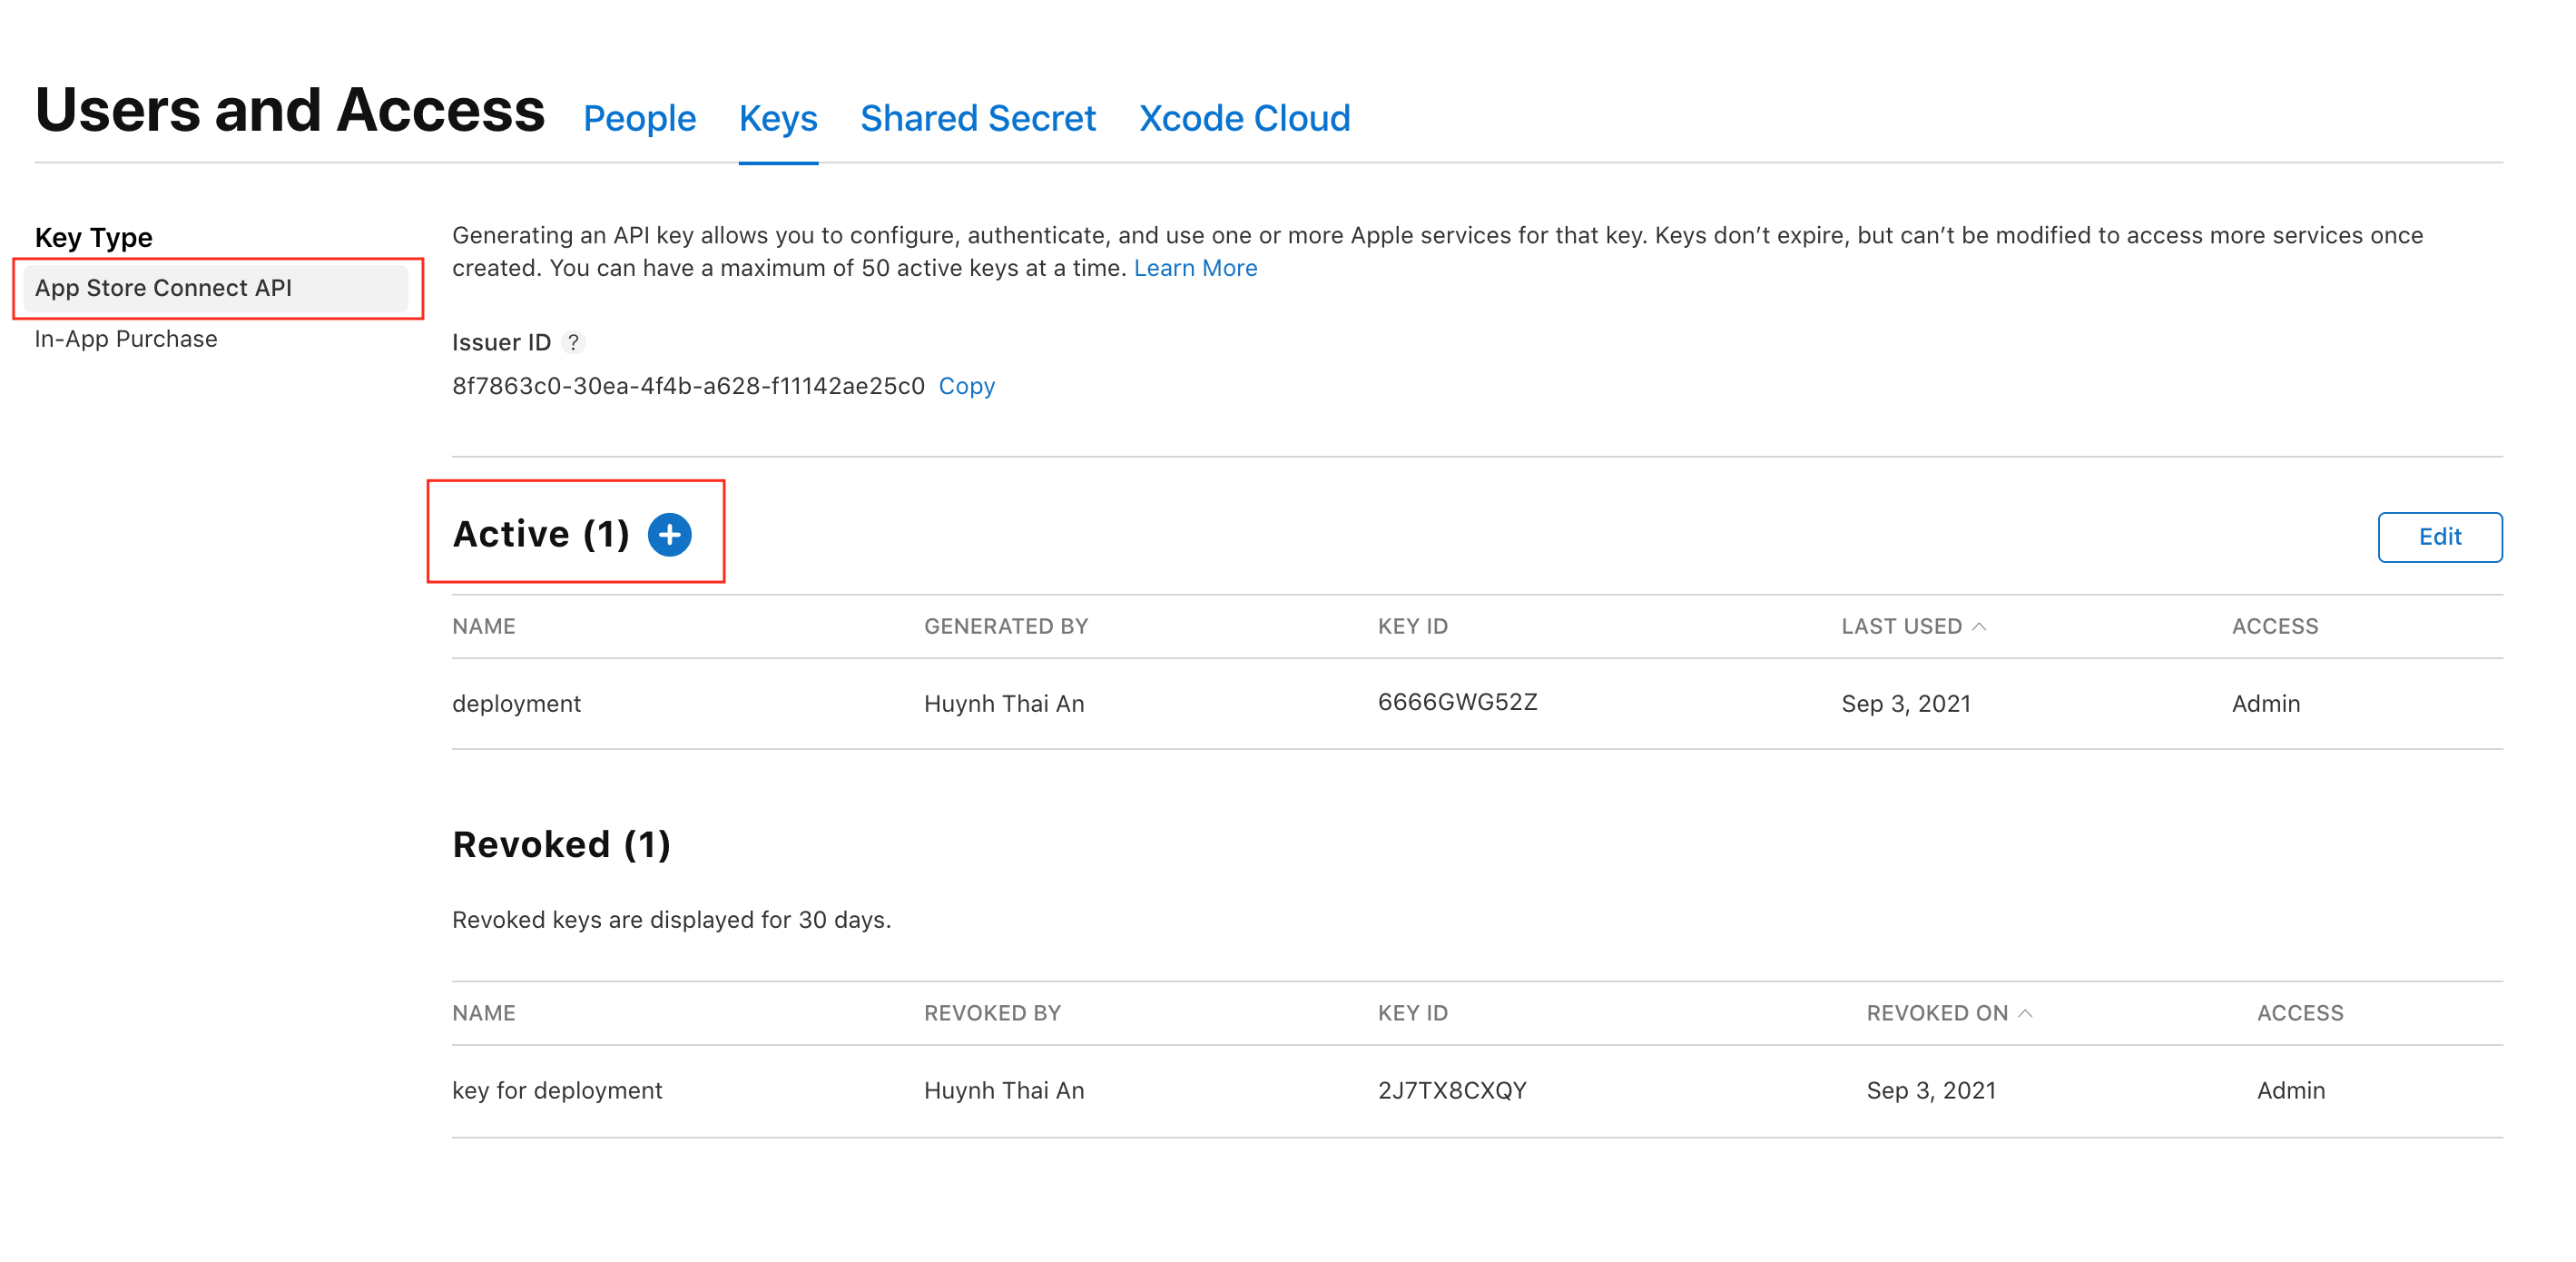 Users and Access People Keys Shared Secret Xcode Cloud
Key Type
App Store Connect API
In-App Purchase
Generating an API key allows you to configure, authenticate, and use one or more Apple services for that key. Keys don’t expire, but can’t be modified to access more services once
created. You can have a maximum of 50 active keys at a time. Learn More
Issuer ID ?
8f7863c0-30ea-4f4b-a628-f11142ae25c0 Copy
Active (1) +
Edit
NAME GENERATED BY KEY ID LAST USED ACCESS
deployment Huynh Thai An 6666GWG52Z Sep 3, 2021 Admin
Revoked (1)
Revoked keys are displayed for 30 days.
NAME REVOKED BY KEY ID REVOKED ON ACCESS
key for deployment Huynh Thai An 2J7TX8CXQY Sep 3, 2021 Admin